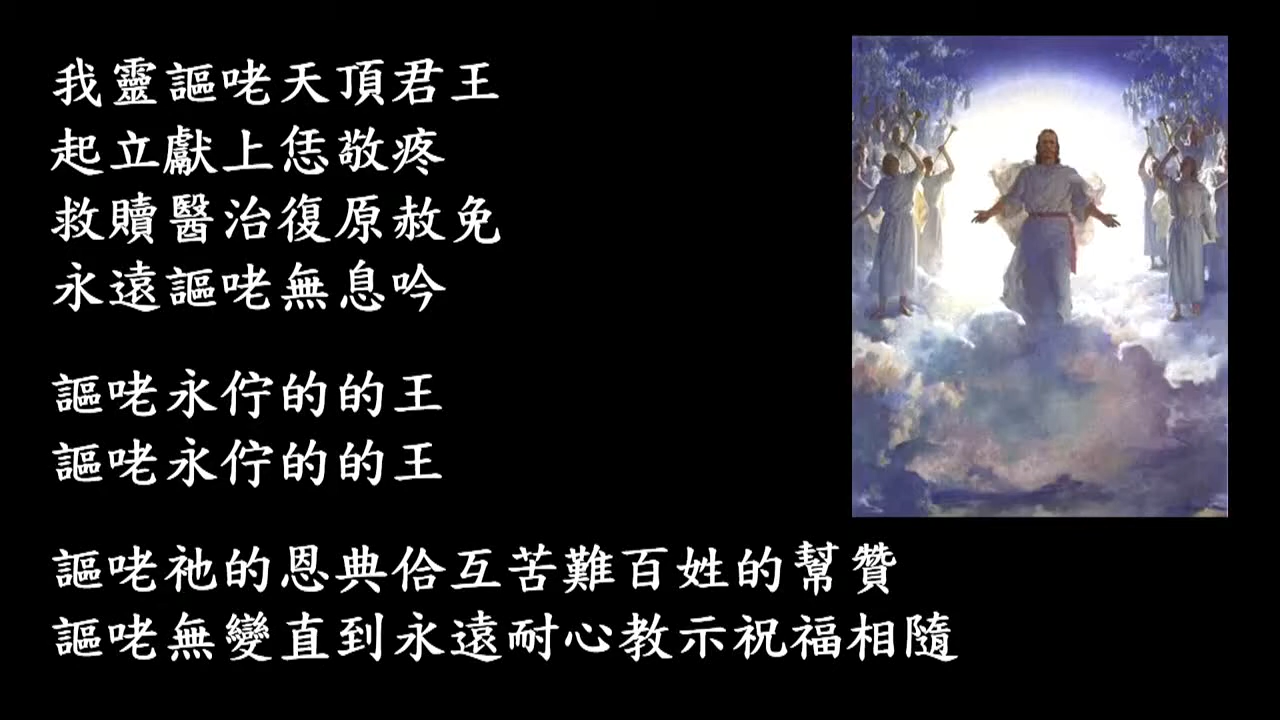 我靈謳咾天頂君王
起立獻上恁敬疼
救贖醫治復原赦免
永遠謳咾無息吟
謳咾永佇的的王
謳咾永佇的的王
謳咾祂的恩典佮互苦難百姓的幫贊
謳咾無變直到永遠耐心教示祝福相隨